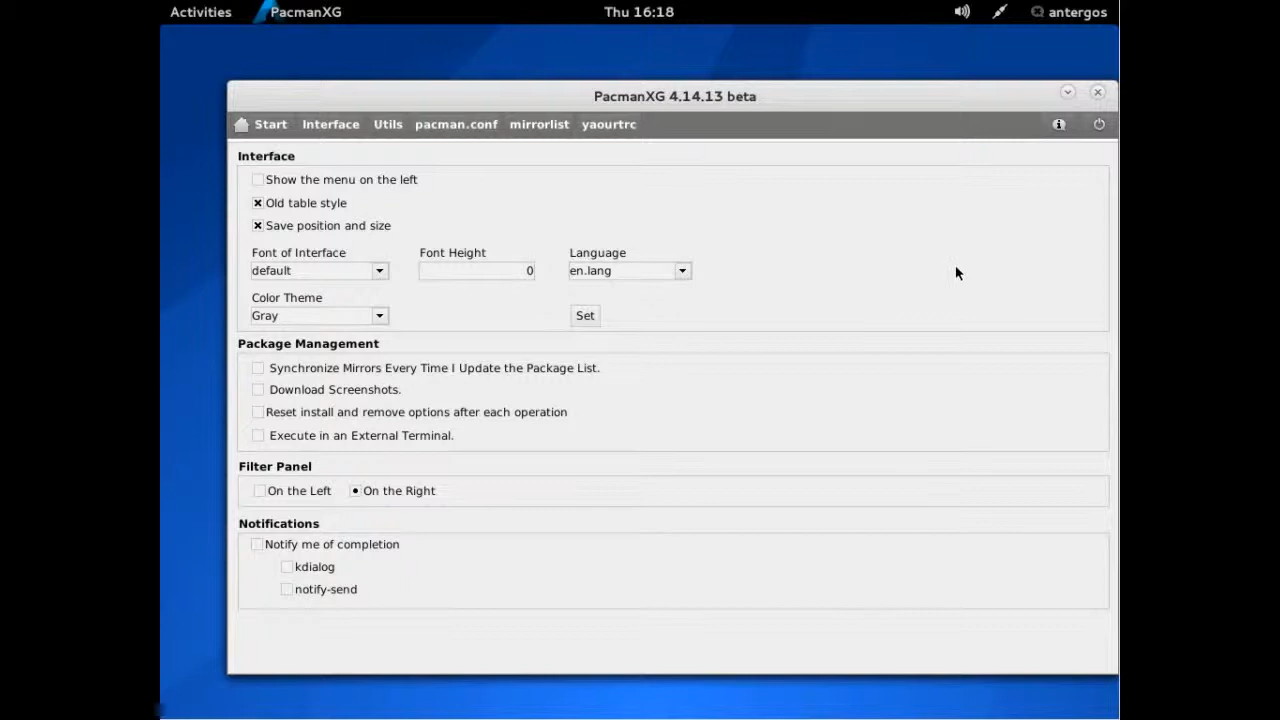 Activities PacmanXG Thu 16:18 antergos
PacmanXG 4.14.13 beta
Start Interface Utils pacman.conf mirrorlist yaourtrc
Interface
Show the menu on the left
Old table style
Save position and size
Font of Interface Font Height Language
default 0 en.lang
Color Theme
Gray Set
Package Management
Synchronize Mirrors Every Time I Update the Package List.
Download Screenshots.
Reset install and remove options after each operation
Execute in an External Terminal.
Filter Panel
On the Left On the Right
Notifications
Notify me of completion
kdialog
notify-send